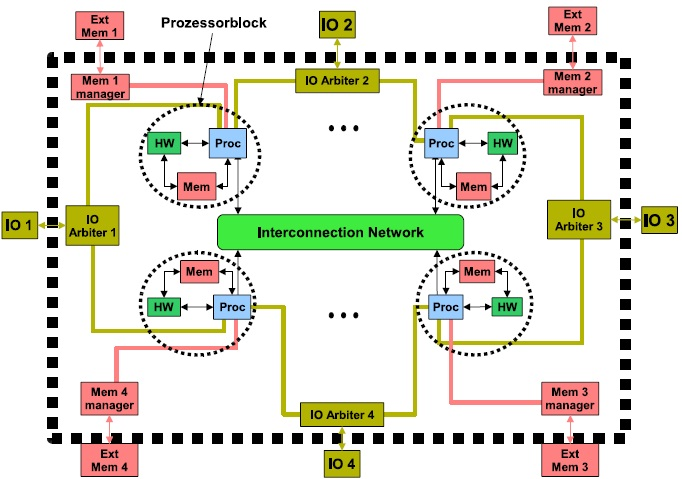 Ext
Mem 1
Prozessorblock
IO 2
Ext
Mem 2
Mem 1
manager
IO Arbiter 2
Mem 2
manager
HW
Proc
• • •
Proc
HW
Mem
Mem
IO 1
IO
Arbiter 1
Interconnection Network
IO
Arbiter 3
IO 3
Mem
Mem
HW
Proc
• • •
Proc
HW
Mem 4
manager
IO Arbiter 4
Mem 3
manager
Ext
Mem 4
IO 4
Ext
Mem 3